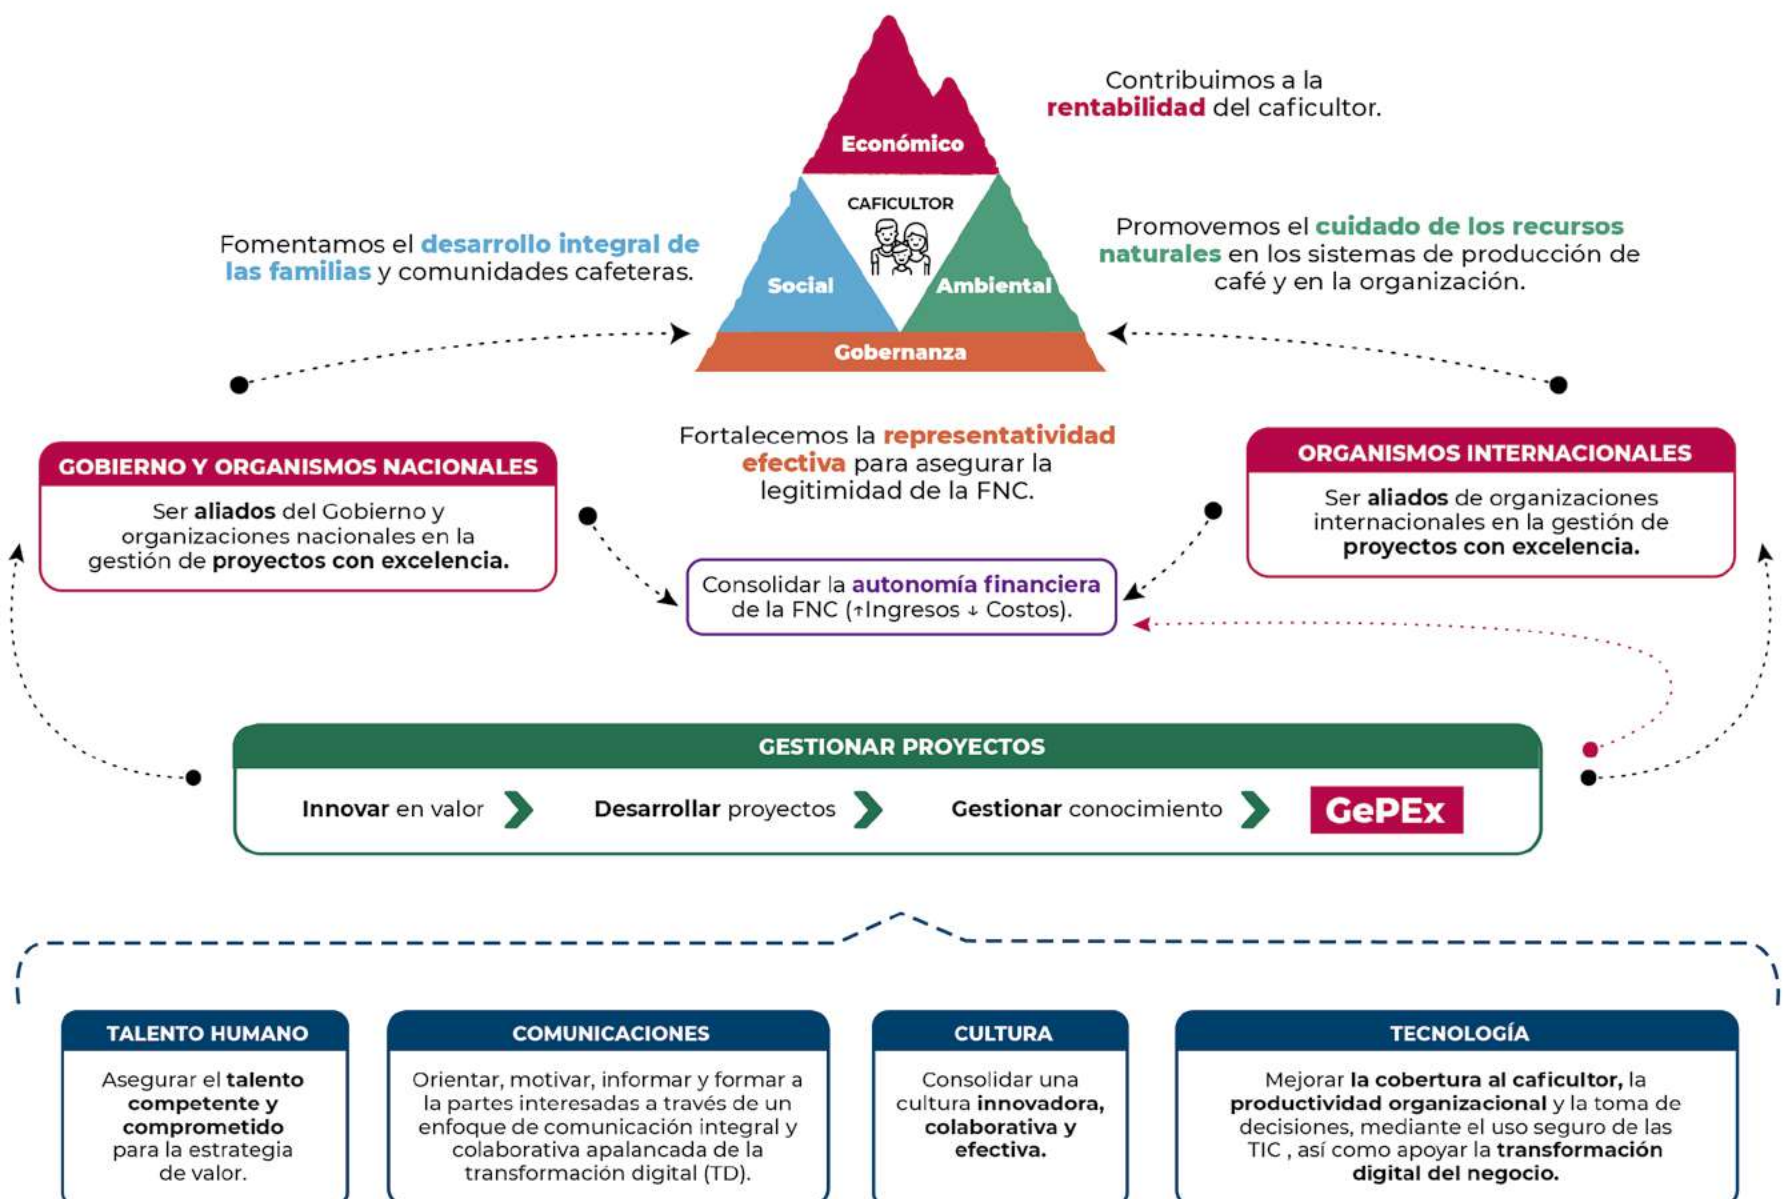 Contribuimos a la
rentabilidad del caficultor.
Económico
CAFICULTOR
Social
Ambiental
Gobernanza
Fomentamos el desarrollo integral de
las familias y comunidades cafeteras.
Promovemos el cuidado de los recursos
naturales en los sistemas de producción de
café y en la organización.
Fortalecemos la representatividad
efectiva para asegurar la
legitimidad de la FNC.
GOBIERNO Y ORGANISMOS NACIONALES
Ser aliados del Gobierno y
organizaciones nacionales en la
gestión de proyectos con excelencia.
ORGANISMOS INTERNACIONALES
Ser aliados de organizaciones
internacionales en la gestión de
proyectos con excelencia.
Consolidar la autonomía financiera
de la FNC (↑Ingresos ↓ Costos).
GESTIONAR PROYECTOS
Innovar en valor
Desarrollar proyectos
Gestionar conocimiento
GePEx
TALENTO HUMANO
Asegurar el talento
competente y
comprometido
para la estrategia
de valor.
COMUNICACIONES
Orientar, motivar, informar y formar a
la partes interesadas a través de un
enfoque de comunicación integral y
colaborativa apalancada de la
transformación digital (TD).
CULTURA
Consolidar una
cultura innovadora,
colaborativa y
efectiva.
TECNOLOGÍA
Mejorar la cobertura al caficultor, la
productividad organizacional y la toma de
decisiones, mediante el uso seguro de las
TIC , así como apoyar la transformación
digital del negocio.